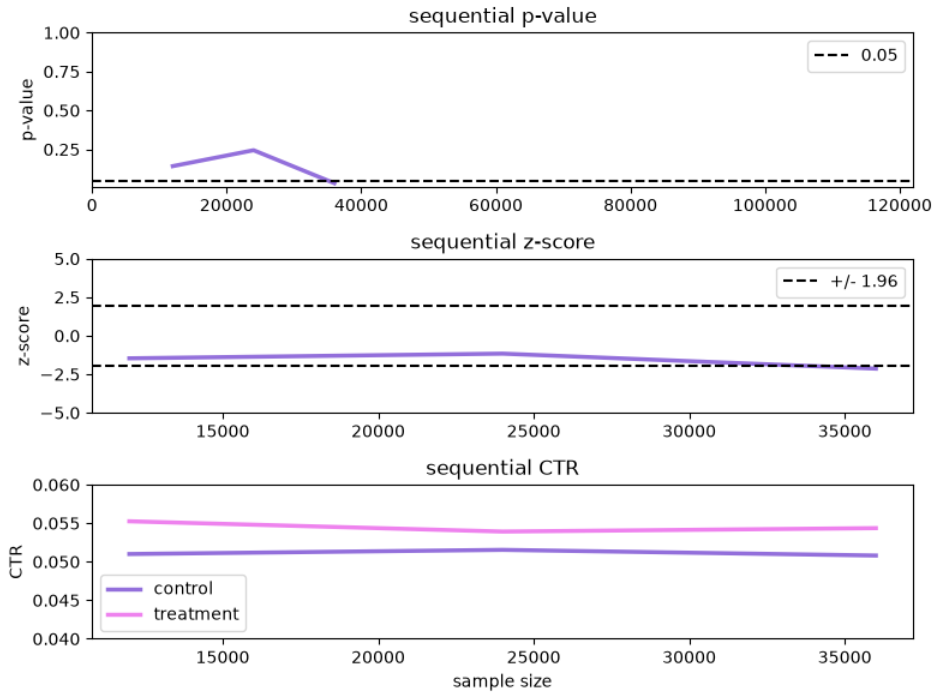 sequential p-value
1.00
0.75
0.50
0.25
p-value
0.05
0 20000 40000 60000 80000 100000 120000
sequential z-score
5.0
2.5
0.0
−2.5
−5.0
z-score
+/- 1.96
15000 20000 25000 30000 35000
sequential CTR
0.060
0.055
0.050
0.045
0.040
CTR
control
treatment
15000 20000 25000 30000 35000
sample size